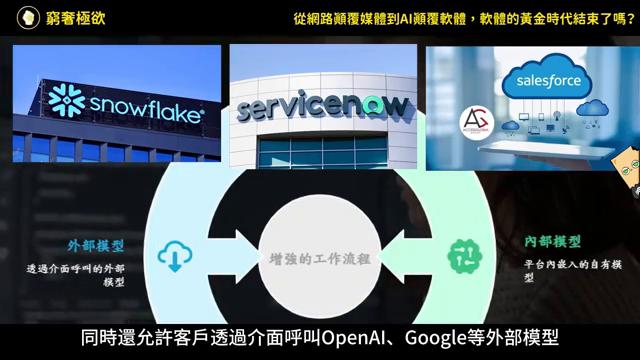 窮奢極欲
從網路顛覆媒體到AI顛覆軟體，軟體的黃金時代結束了嗎?
snowflake
servicenow
salesforce
AG
外部模型
透過介面呼叫的外部
模型
增強的工作流程
內部模型
平台內嵌入的自有模
型
同時還允許客戶透過介面呼叫OpenAI、Google等外部模型